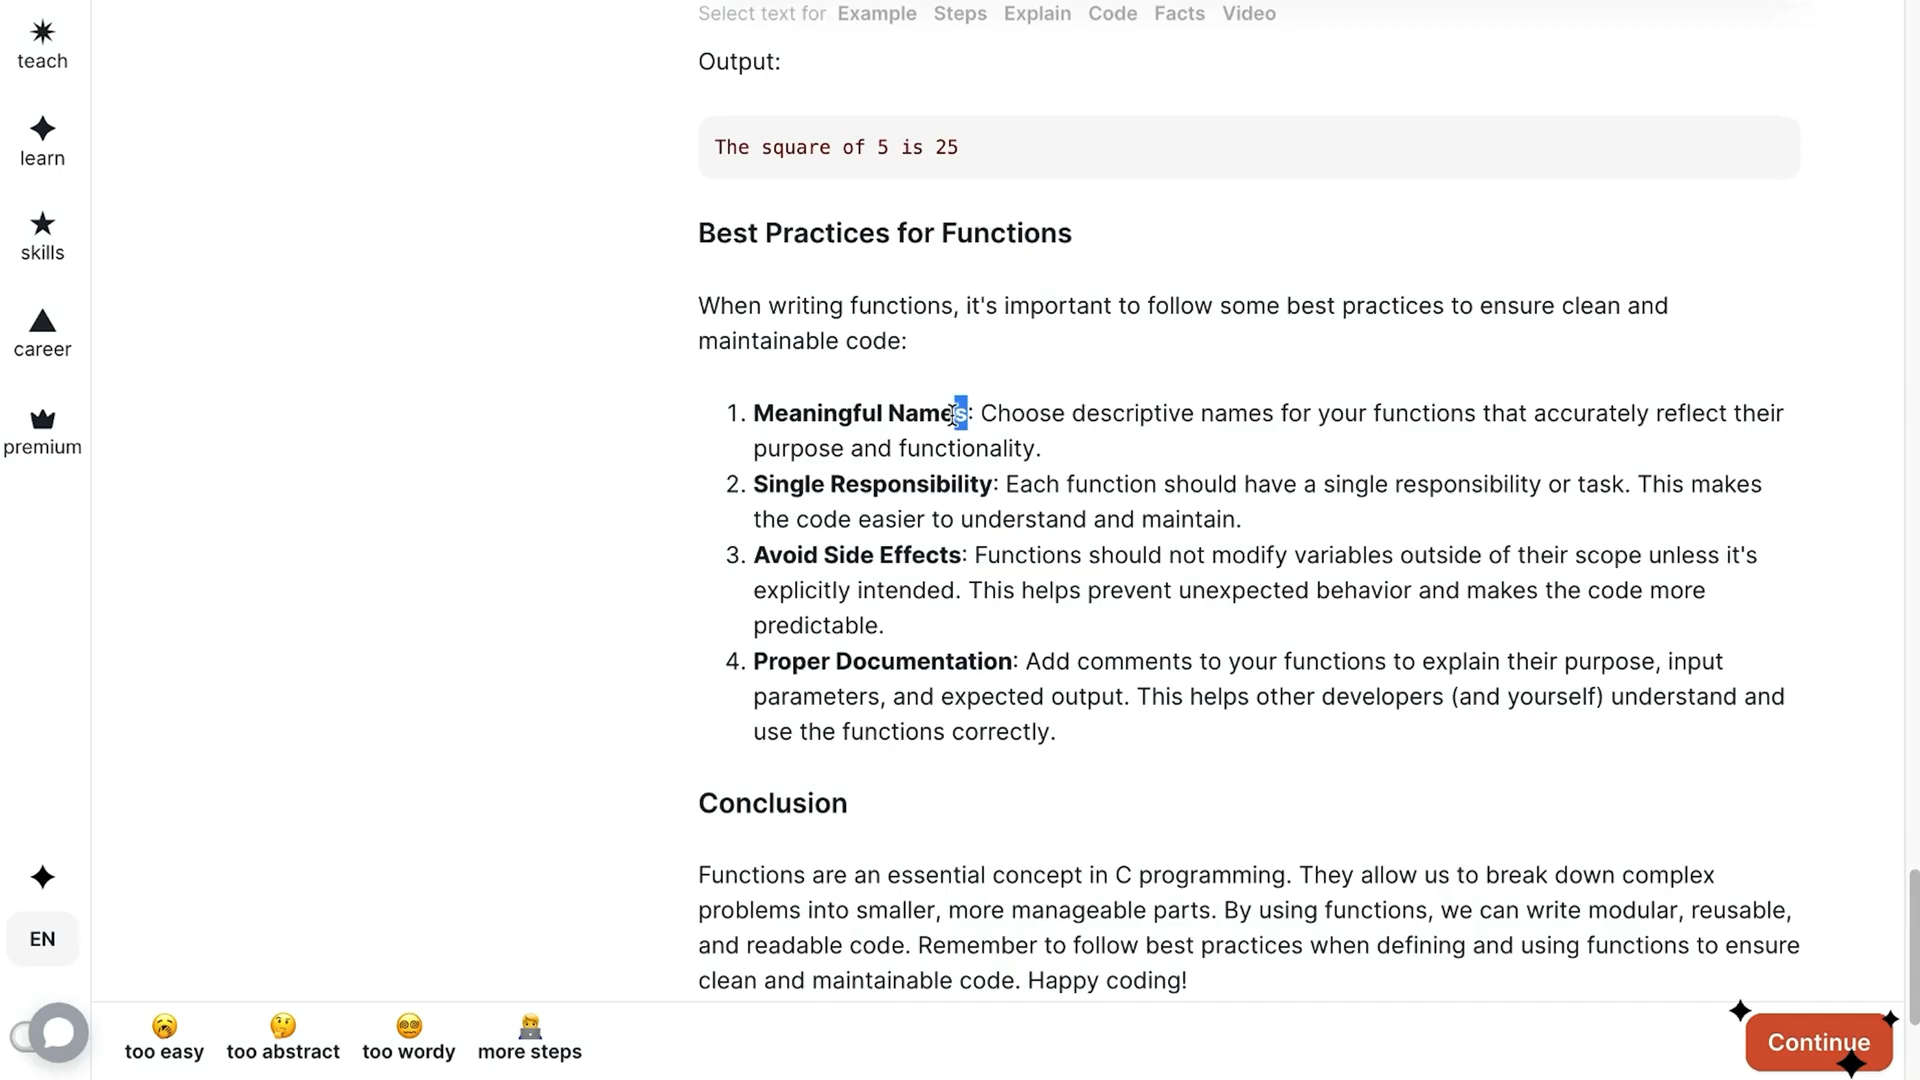 Select text for Example Steps Explain Code Facts Video
teach
learn
skills
career
premium
EN
Output:
The square of 5 is 25
Best Practices for Functions
When writing functions, it's important to follow some best practices to ensure clean and
maintainable code:
1. Meaningful Names: Choose descriptive names for your functions that accurately reflect their
purpose and functionality.
2. Single Responsibility: Each function should have a single responsibility or task. This makes
the code easier to understand and maintain.
3. Avoid Side Effects: Functions should not modify variables outside of their scope unless it's
explicitly intended. This helps prevent unexpected behavior and makes the code more
predictable.
4. Proper Documentation: Add comments to your functions to explain their purpose, input
parameters, and expected output. This helps other developers (and yourself) understand and
use the functions correctly.
Conclusion
Functions are an essential concept in C programming. They allow us to break down complex
problems into smaller, more manageable parts. By using functions, we can write modular, reusable,
and readable code. Remember to follow best practices when defining and using functions to ensure
clean and maintainable code. Happy coding!
too easy too abstract too wordy more steps
Continue